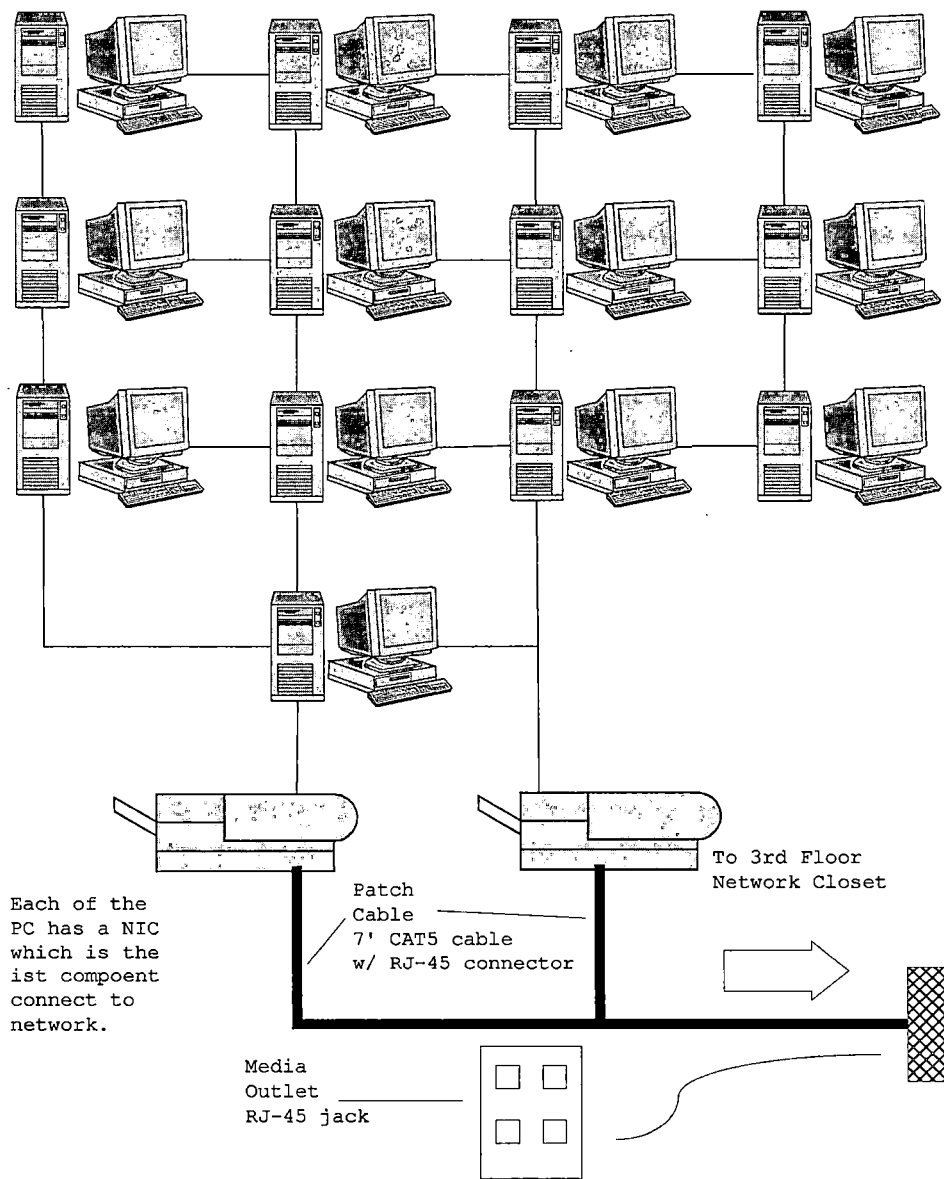 To 3rd Floor
Network Closet
Patch
Cable
7' CAT5 cable
w/ RJ-45 connector
Each of the
PC has a NIC
which is the
ist compoent
connect to
network.
Media
Outlet
RJ-45 jack